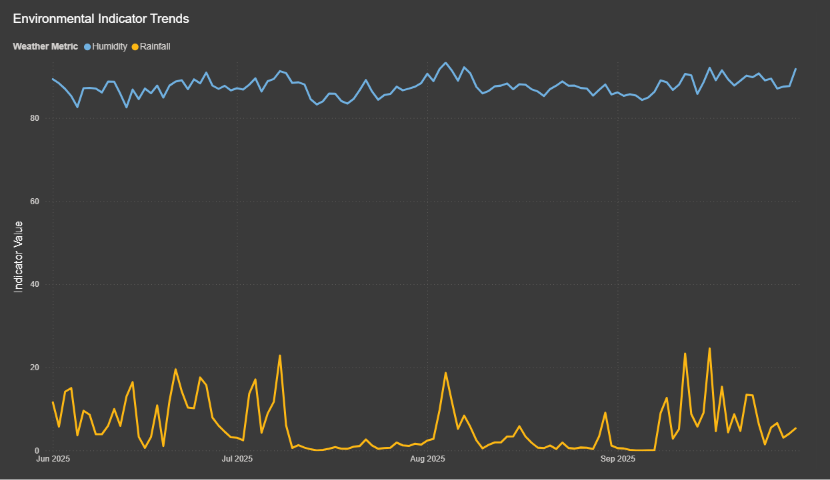 Environmental Indicator Trends
Weather Metric Humidity Rainfall
80
60
40
20
0
Indicator Value
Jun 2025 Jul 2025 Aug 2025 Sep 2025